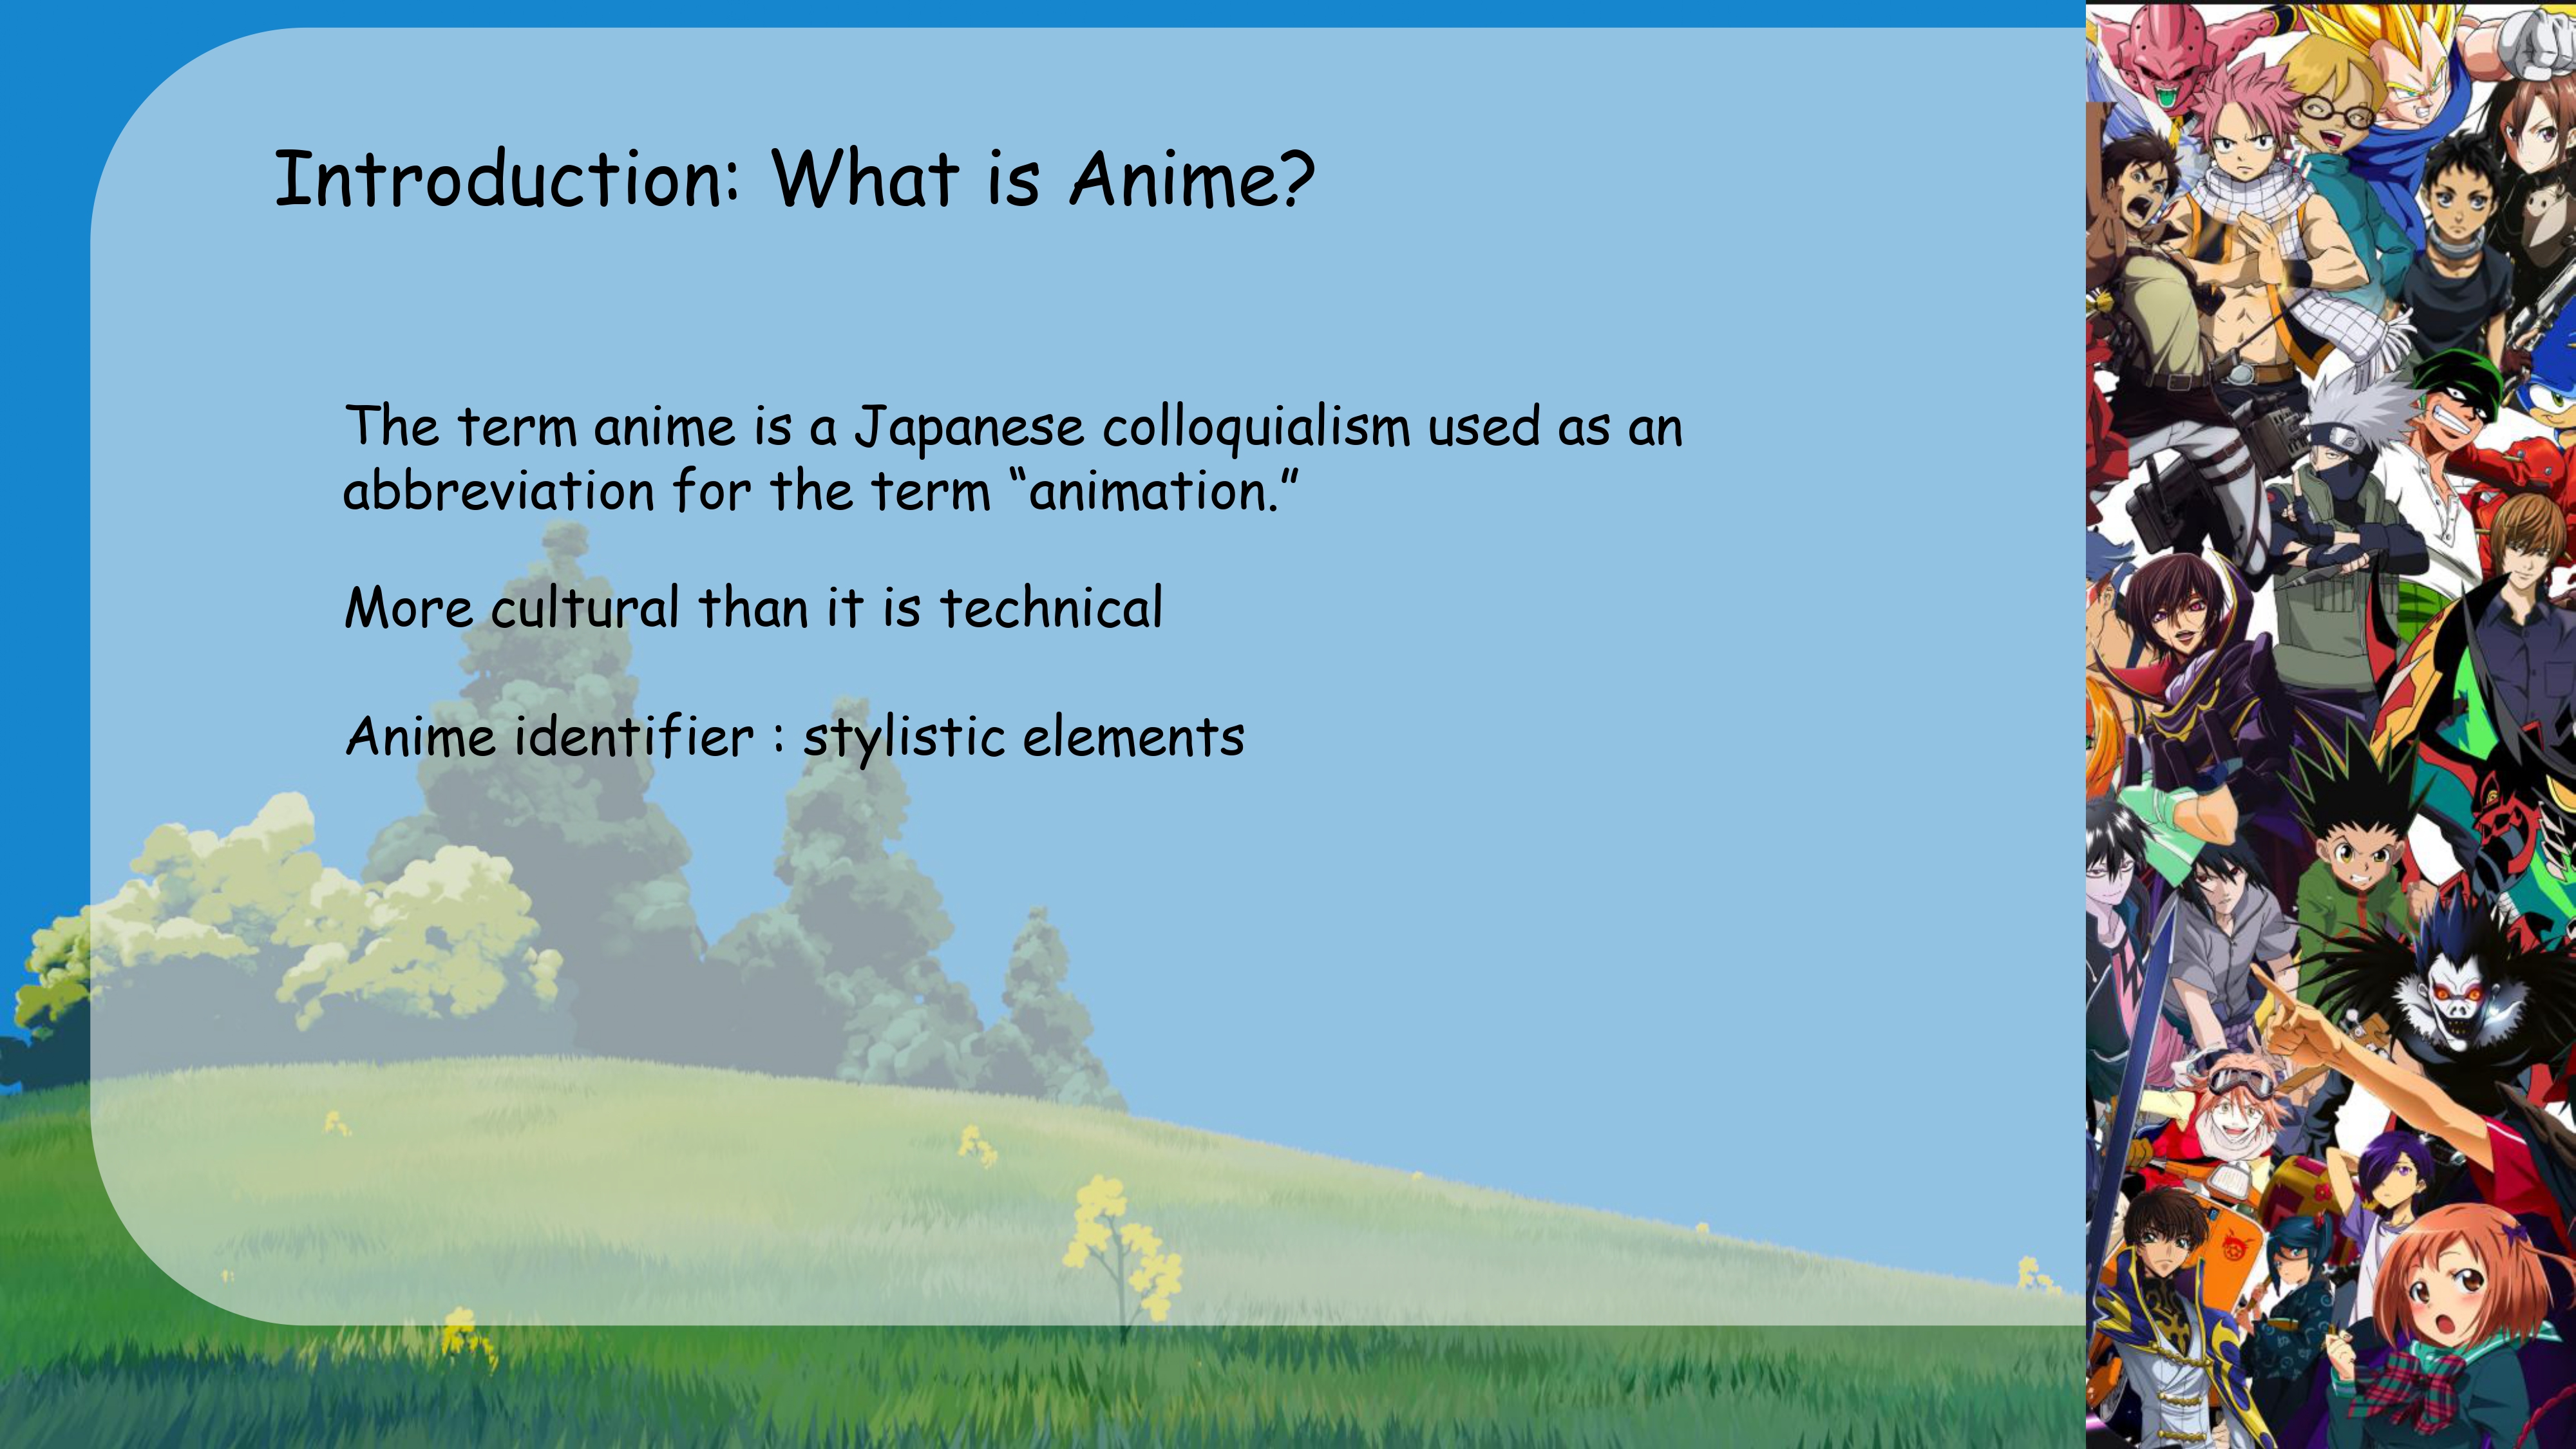 Introduction: What is Anime?
The term anime is a Japanese colloquialism used as an
abbreviation for the term “animation.”
More cultural than it is technical
Anime identifier : stylistic elements